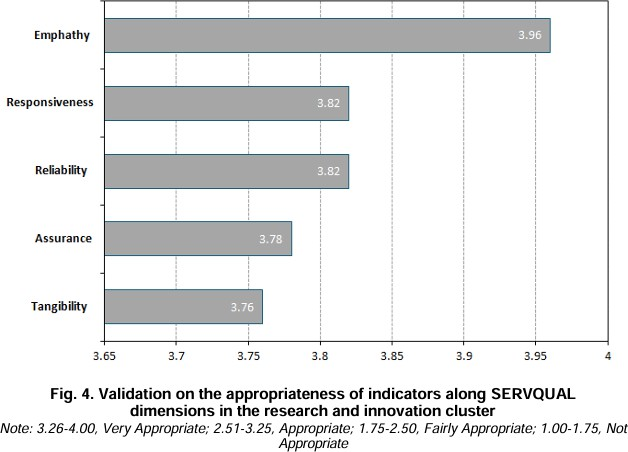 Emphathy
3.96
Responsiveness
3.82
Reliability
3.82
Assurance
3.78
Tangibility
3.76
3.65 3.7 3.75 3.8 3.85 3.9 3.95 4
Fig. 4. Validation on the appropriateness of indicators along SERVQUAL
dimensions in the research and innovation cluster
Note: 3.26-4.00, Very Appropriate; 2.51-3.25, Appropriate; 1.75-2.50, Fairly Appropriate; 1.00-1.75, Not
Appropriate